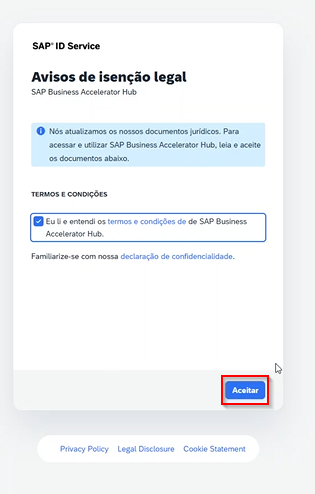 SAP® ID Service
Avisos de isenção legal
SAP Business Accelerator Hub
Nós atualizamos os nossos documentos jurídicos. Para
acessar e utilizar SAP Business Accelerator Hub, leia e aceite
os documentos abaixo.
TERMOS E CONDIÇÕES
Eu li e entendi os termos e condições de de SAP Business
Accelerator Hub.
Familiarize-se com nossa declaração de confidencialidade.
Aceitar
Privacy Policy Legal Disclosure Cookie Statement